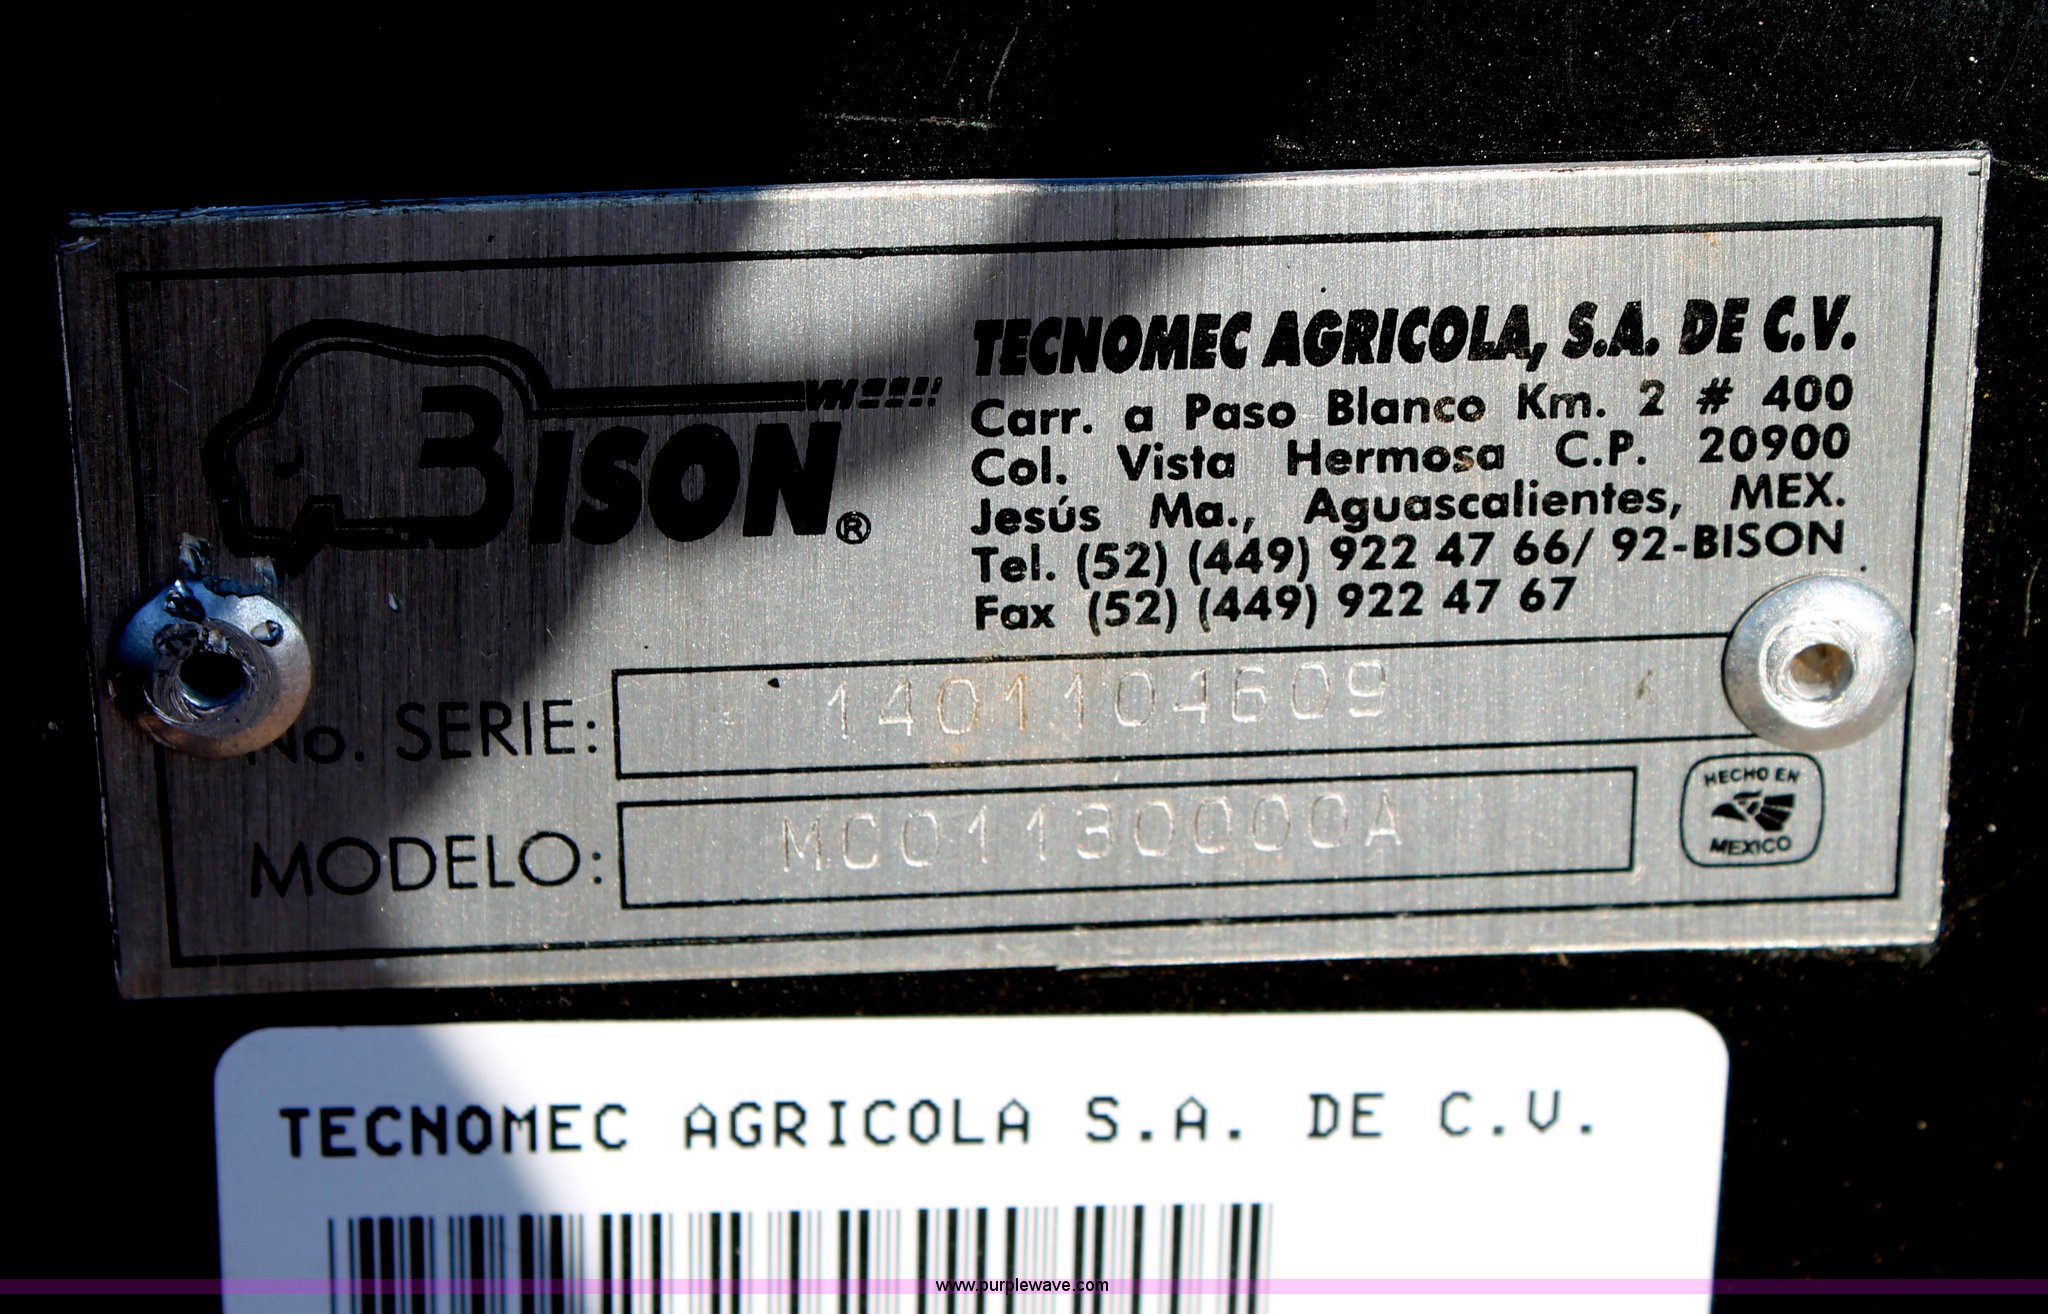 BISON®
TECNOMEC AGRICOLA, S.A. DE C.V.
Carr. a Paso Blanco Km. 2 # 400
Col. Vista Hermosa C.P. 20900
Jesús Ma., Aguascalientes, MEX.
Tel. (52) (449) 922 47 66/ 92-BISON
Fax (52) (449) 922 47 67
No. SERIE: 1401104609
MODELO: MC01130000A
HECHO EN
MEXICO
TECNOMEC AGRICOLA S.A. DE C.V.
www.purplewave.com